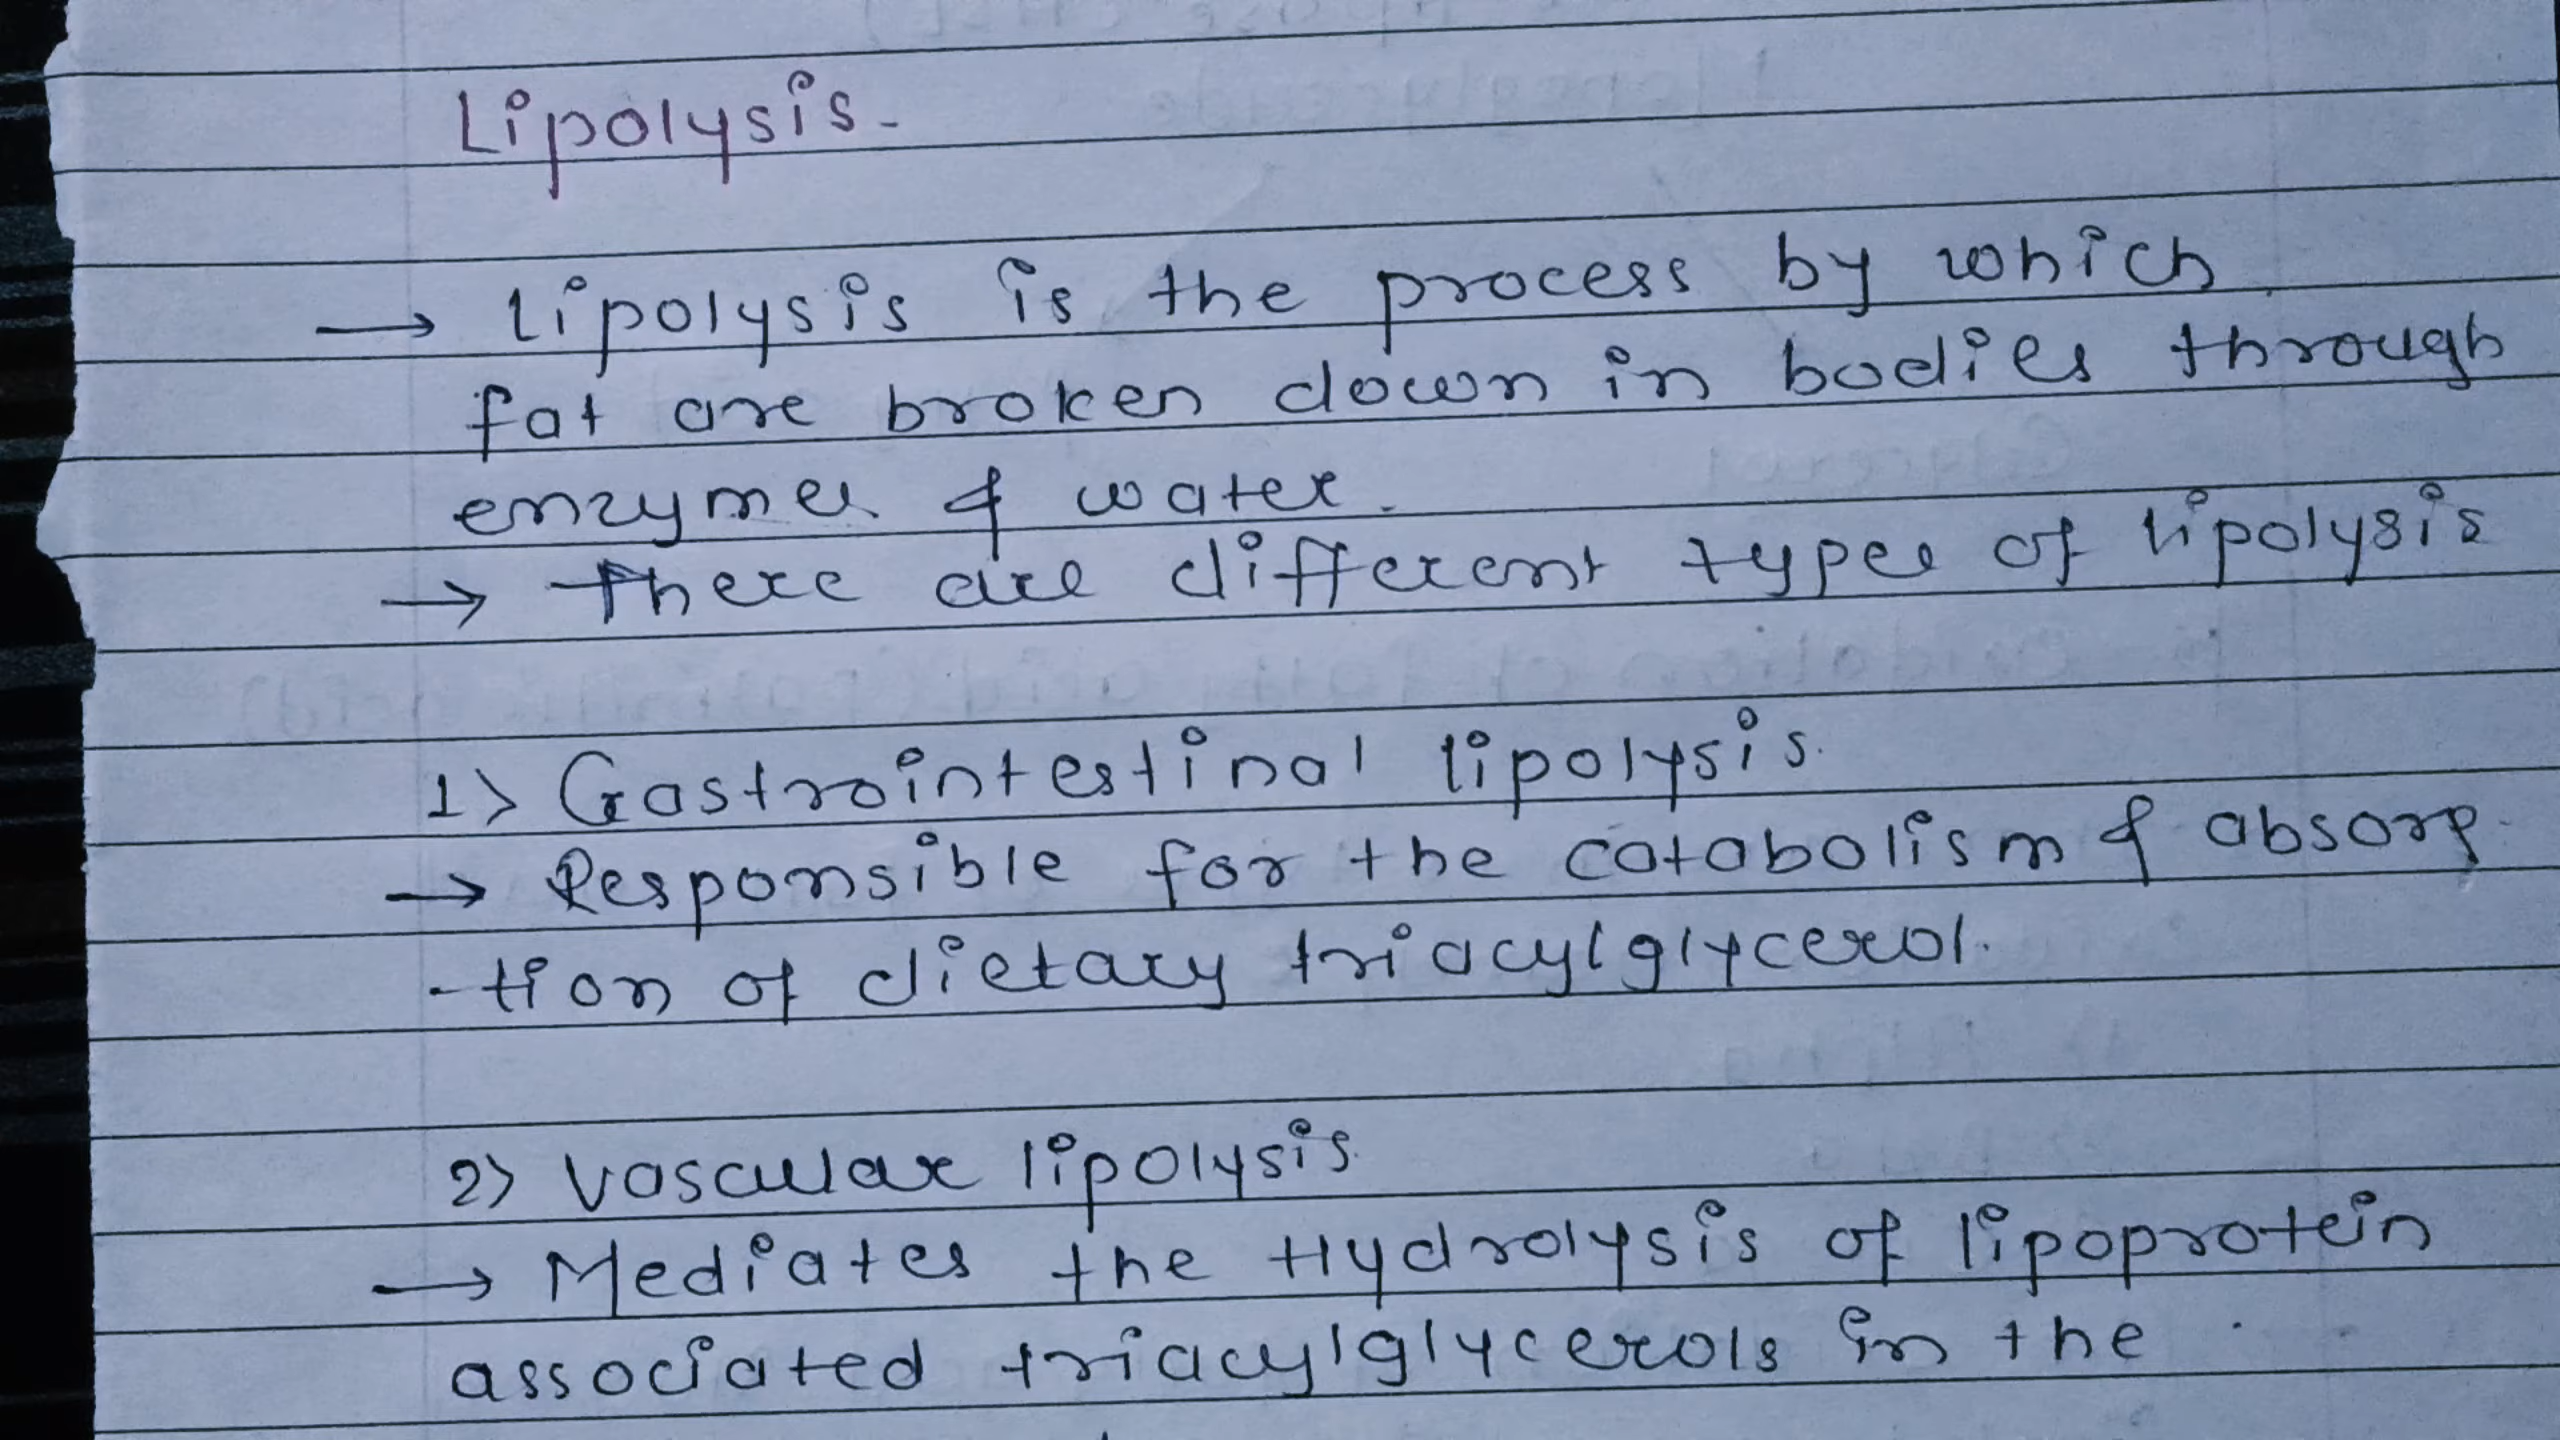 Lipolysis.
→ Lipolysis is the process by which
fat are broken down in bodies through
enzymes & water.
→ There are different types of lipolysis
1> Gastrointestinal lipolysis.
→ Responsible for the catabolism & absorp-
-tion of dietary triacylglycerol.
2> Vascular lipolysis.
→ Mediates the Hydrolysis of lipoprotein
associated triacylglycerols in the